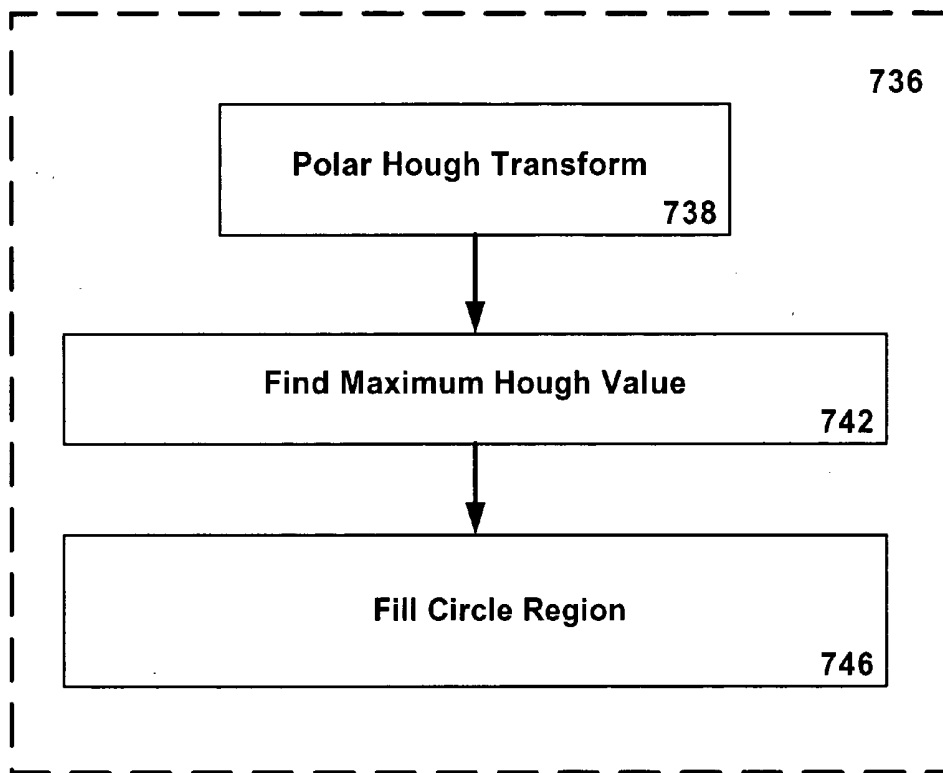 736
Polar Hough Transform
738
Find Maximum Hough Value
742
Fill Circle Region
746